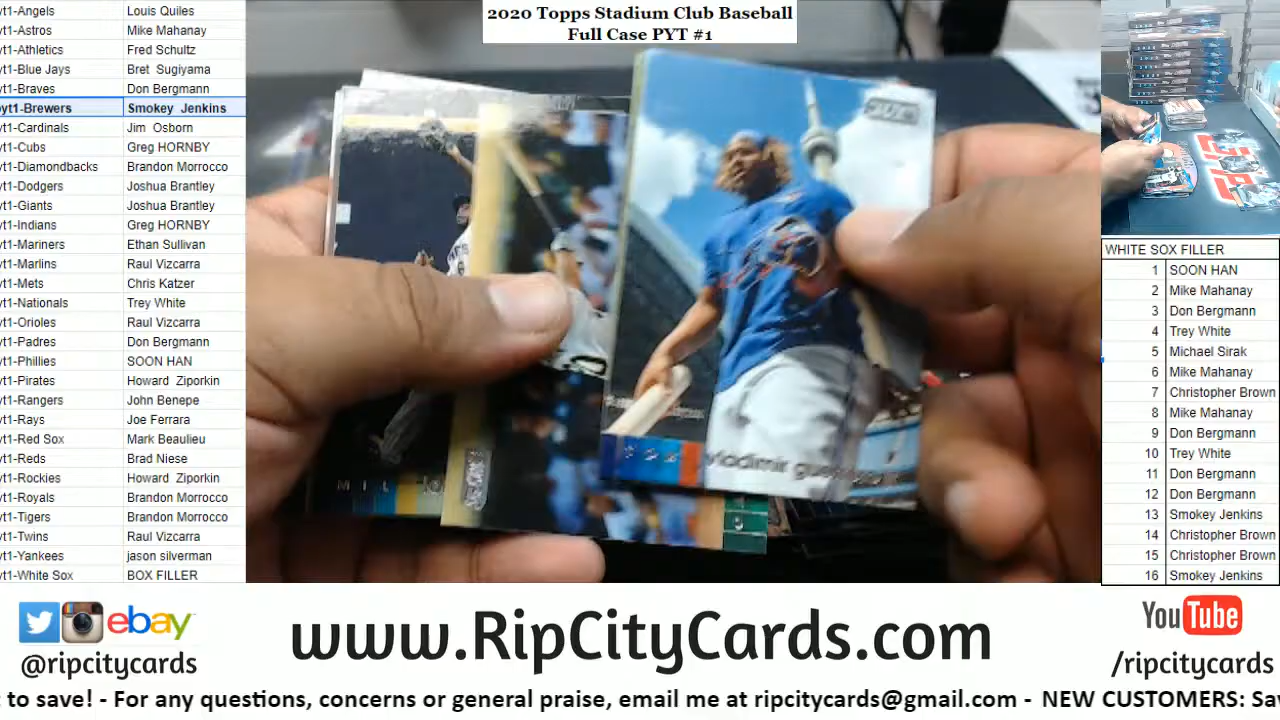 2020 Topps Stadium Club Baseball
Full Case PYT #1
yt1-Angels Louis Quiles
yt1-Astros Mike Mahanay
yt1-Athletics Fred Schultz
yt1-Blue Jays Bret Sugiyama
yt1-Braves Don Bergmann
yt1-Brewers Smokey Jenkins
yt1-Cardinals Jim Osborn
yt1-Cubs Greg HORNBY
yt1-Diamondbacks Brandon Morrocco
yt1-Dodgers Joshua Brantley
yt1-Giants Joshua Brantley
yt1-Indians Greg HORNBY
yt1-Mariners Ethan Sullivan
yt1-Marlins Raul Vizcarra
yt1-Mets Chris Katzer
yt1-Nationals Trey White
yt1-Orioles Raul Vizcarra
yt1-Padres Don Bergmann
yt1-Phillies SOON HAN
yt1-Pirates Howard Ziporkin
yt1-Rangers John Benepe
yt1-Rays Joe Ferrara
yt1-Red Sox Mark Beaulieu
yt1-Reds Brad Niese
yt1-Rockies Howard Ziporkin
yt1-Royals Brandon Morrocco
yt1-Tigers Brandon Morrocco
yt1-Twins Raul Vizcarra
yt1-Yankees jason silverman
yt1-White Sox BOX FILLER
MIL
vladimir
WHITE SOX FILLER
1 SOON HAN
2 Mike Mahanay
3 Don Bergmann
4 Trey White
5 Michael Sirak
6 Mike Mahanay
7 Christopher Brown
8 Mike Mahanay
9 Don Bergmann
10 Trey White
11 Don Bergmann
12 Don Bergmann
13 Smokey Jenkins
14 Christopher Brown
15 Christopher Brown
16 Smokey Jenkins
ebay
@ripcitycards
www.RipCityCards.com
YouTube
/ripcitycards
to save! - For any questions, concerns or general praise, email me at ripcitycards@gmail.com - NEW CUSTOMERS: Sa